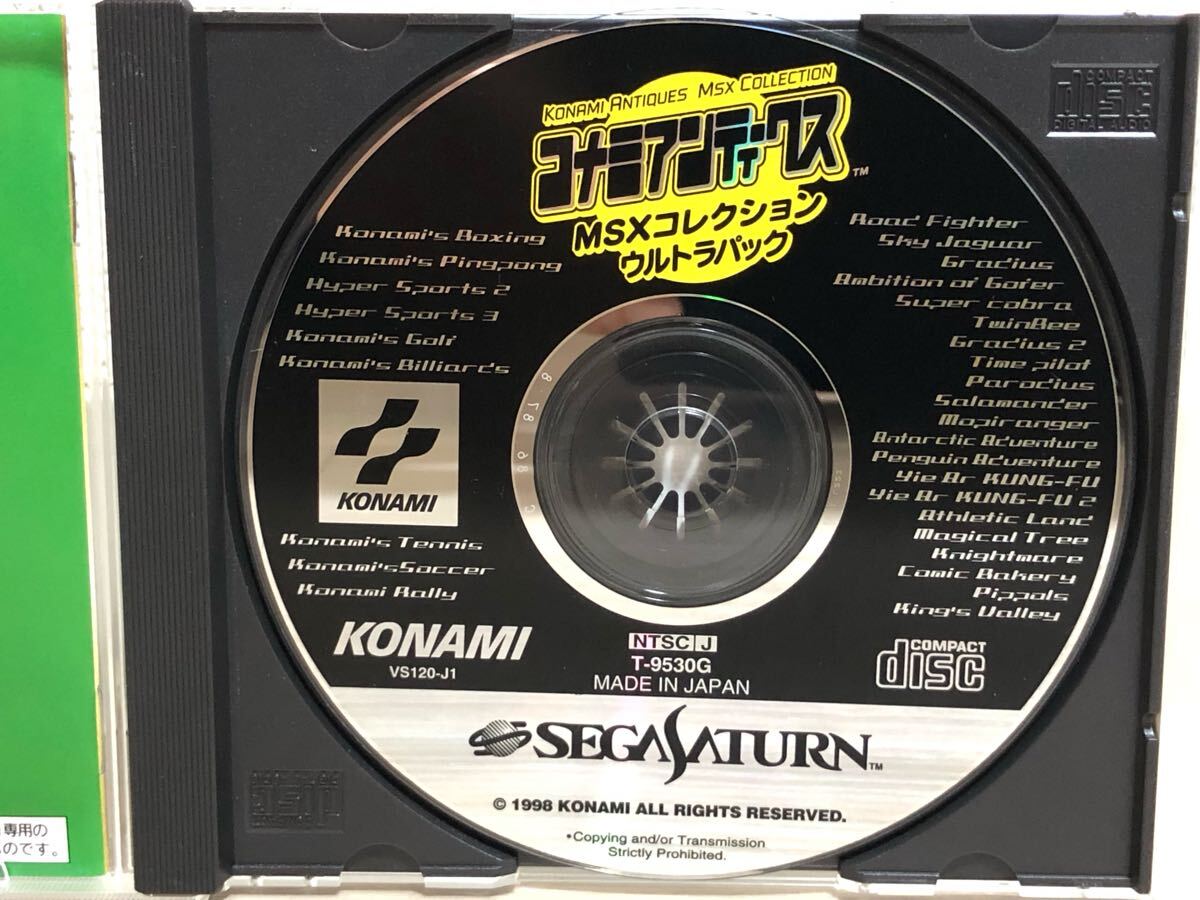 KONAMI ANTIQUES MSX COLLECTION
コナミアンティークス™
MSXコレクション
ウルトラパック
Konami's Boxing
Konami's Pingpong
Hyper Sports 2
Hyper Sports 3
Konami's Golf
Konami's Billiards
KONAMI
Konami's Tennis
Konami'sSoccer
Konami Rally
Road Fighter
Sky Jaguar
Gradius
Ambition of Gofer
Super cobra
TwinBee
Gradius 2
Time pilot
Parodius
Salamander
Mopiranger
Antarctic Adventure
Penguin Adventure
Yie Ar KUNG-FU
Yie Ar KUNG-FU 2
Athletic Land
Magical Tree
Knightmare
Comic Bakery
Pippols
King's Valley
KONAMI
VS120-J1
NTSC J
T-9530G
MADE IN JAPAN
COMPACT
disc
SEGA SATURN™
© 1998 KONAMI ALL RIGHTS RESERVED.
•Copying and/or Transmission
Strictly Prohibited.
COMPACT
disc
DIGITAL AUDIO
専用の
のです。